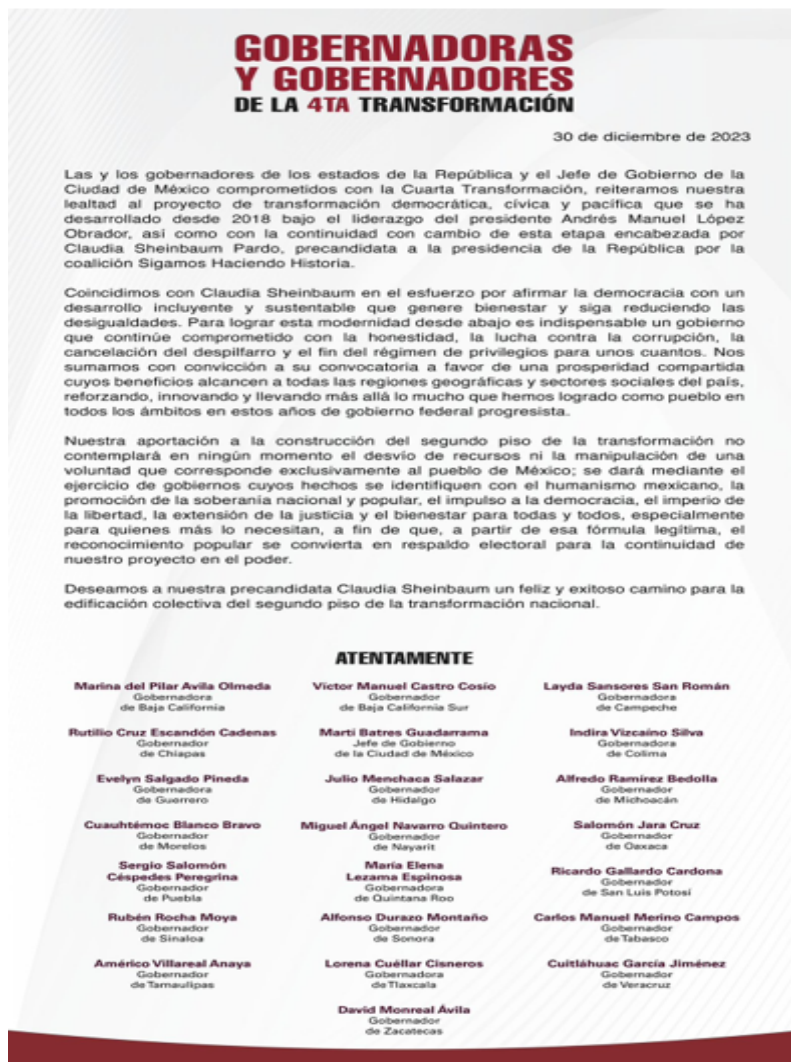 GOBERNADORAS
Y GOBERNADORES
DE LA 4TA TRANSFORMACIÓN
30 de diciembre de 2023
Las y los gobernadores de los estados de la República y el Jefe de Gobierno de la
Ciudad de México comprometidos con la Cuarta Transformación, reiteramos nuestra
lealtad al proyecto de transformación democrática, cívica y pacífica que se ha
desarrollado desde 2018 bajo el liderazgo del presidente Andrés Manuel López
Obrador, así como con la continuidad con cambio de esta etapa encabezada por
Claudia Sheinbaum Pardo, precandidata a la presidencia de la República por la
coalición Sigamos Haciendo Historia.
Coincidimos con Claudia Sheinbaum en el esfuerzo por afirmar la democracia con un
desarrollo incluyente y sustentable que genere bienestar y siga reduciendo las
desigualdades. Para lograr esta modernidad desde abajo es indispensable un gobierno
que continúe comprometido con la honestidad, la lucha contra la corrupción, la
cancelación del despilfarro y el fin del régimen de privilegios para unos cuantos. Nos
sumamos con convicción a su convocatoria a favor de una prosperidad compartida
cuyos beneficios alcancen a todas las regiones geográficas y sectores sociales del país,
reforzando, innovando y llevando más allá lo mucho que hemos logrado como pueblo en
todos los ámbitos en estos años de gobierno federal progresista.
Nuestra aportación a la construcción del segundo piso de la transformación no
contemplará en ningún momento el desvío de recursos ni la manipulación de una
voluntad que corresponde exclusivamente al pueblo de México; se dará mediante el
ejercicio de gobiernos cuyos hechos se identifiquen con el humanismo mexicano, la
promoción de la soberanía nacional y popular, el impulso a la democracia, el imperio de
la libertad, la extensión de la justicia y el bienestar para todas y todos, especialmente
para quienes más lo necesitan, a fin de que, a partir de esa fórmula legítima, el
reconocimiento popular se convierta en respaldo electoral para la continuidad de
nuestro proyecto en el poder.
Deseamos a nuestra precandidata Claudia Sheinbaum un feliz y exitoso camino para la
edificación colectiva del segundo piso de la transformación nacional.
ATENTAMENTE
Marina del Pilar Avila Olmeda
Gobernadora
de Baja California
Víctor Manuel Castro Cosío
Gobernador
de Baja California Sur
Layda Sansores San Román
Gobernadora
de Campeche
Rutilio Cruz Escandón Cadenas
Gobernador
de Chiapas
Martí Batres Guadarrama
Jefe de Gobierno
de la Ciudad de México
Indira Vizcaíno Silva
Gobernadora
de Colima
Evelyn Salgado Pineda
Gobernadora
de Guerrero
Julio Menchaca Salazar
Gobernador
de Hidalgo
Alfredo Ramírez Bedolla
Gobernador
de Michoacán
Cuauhtémoc Blanco Bravo
Gobernador
de Morelos
Miguel Ángel Navarro Quintero
Gobernador
de Nayarit
Salomón Jara Cruz
Gobernador
de Oaxaca
Sergio Salomón
Céspedes Peregrina
Gobernador
de Puebla
María Elena
Lezama Espinosa
Gobernadora
de Quintana Roo
Ricardo Gallardo Cardona
Gobernador
de San Luis Potosí
Rubén Rocha Moya
Gobernador
de Sinaloa
Alfonso Durazo Montaño
Gobernador
de Sonora
Carlos Manuel Merino Campos
Gobernador
de Tabasco
Américo Villareal Anaya
Gobernador
de Tamaulipas
Lorena Cuéllar Cisneros
Gobernadora
de Tlaxcala
Cuitláhuac García Jiménez
Gobernador
de Veracruz
David Monreal Ávila
Gobernador
de Zacatecas